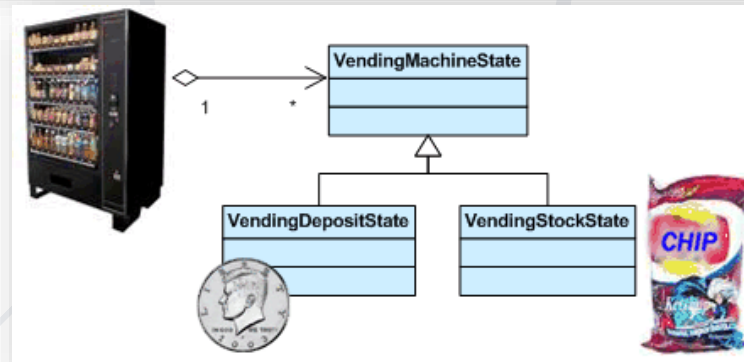 VendingMachineState
1
*
VendingDepositState
VendingStockState
CHIP
LIBERTY